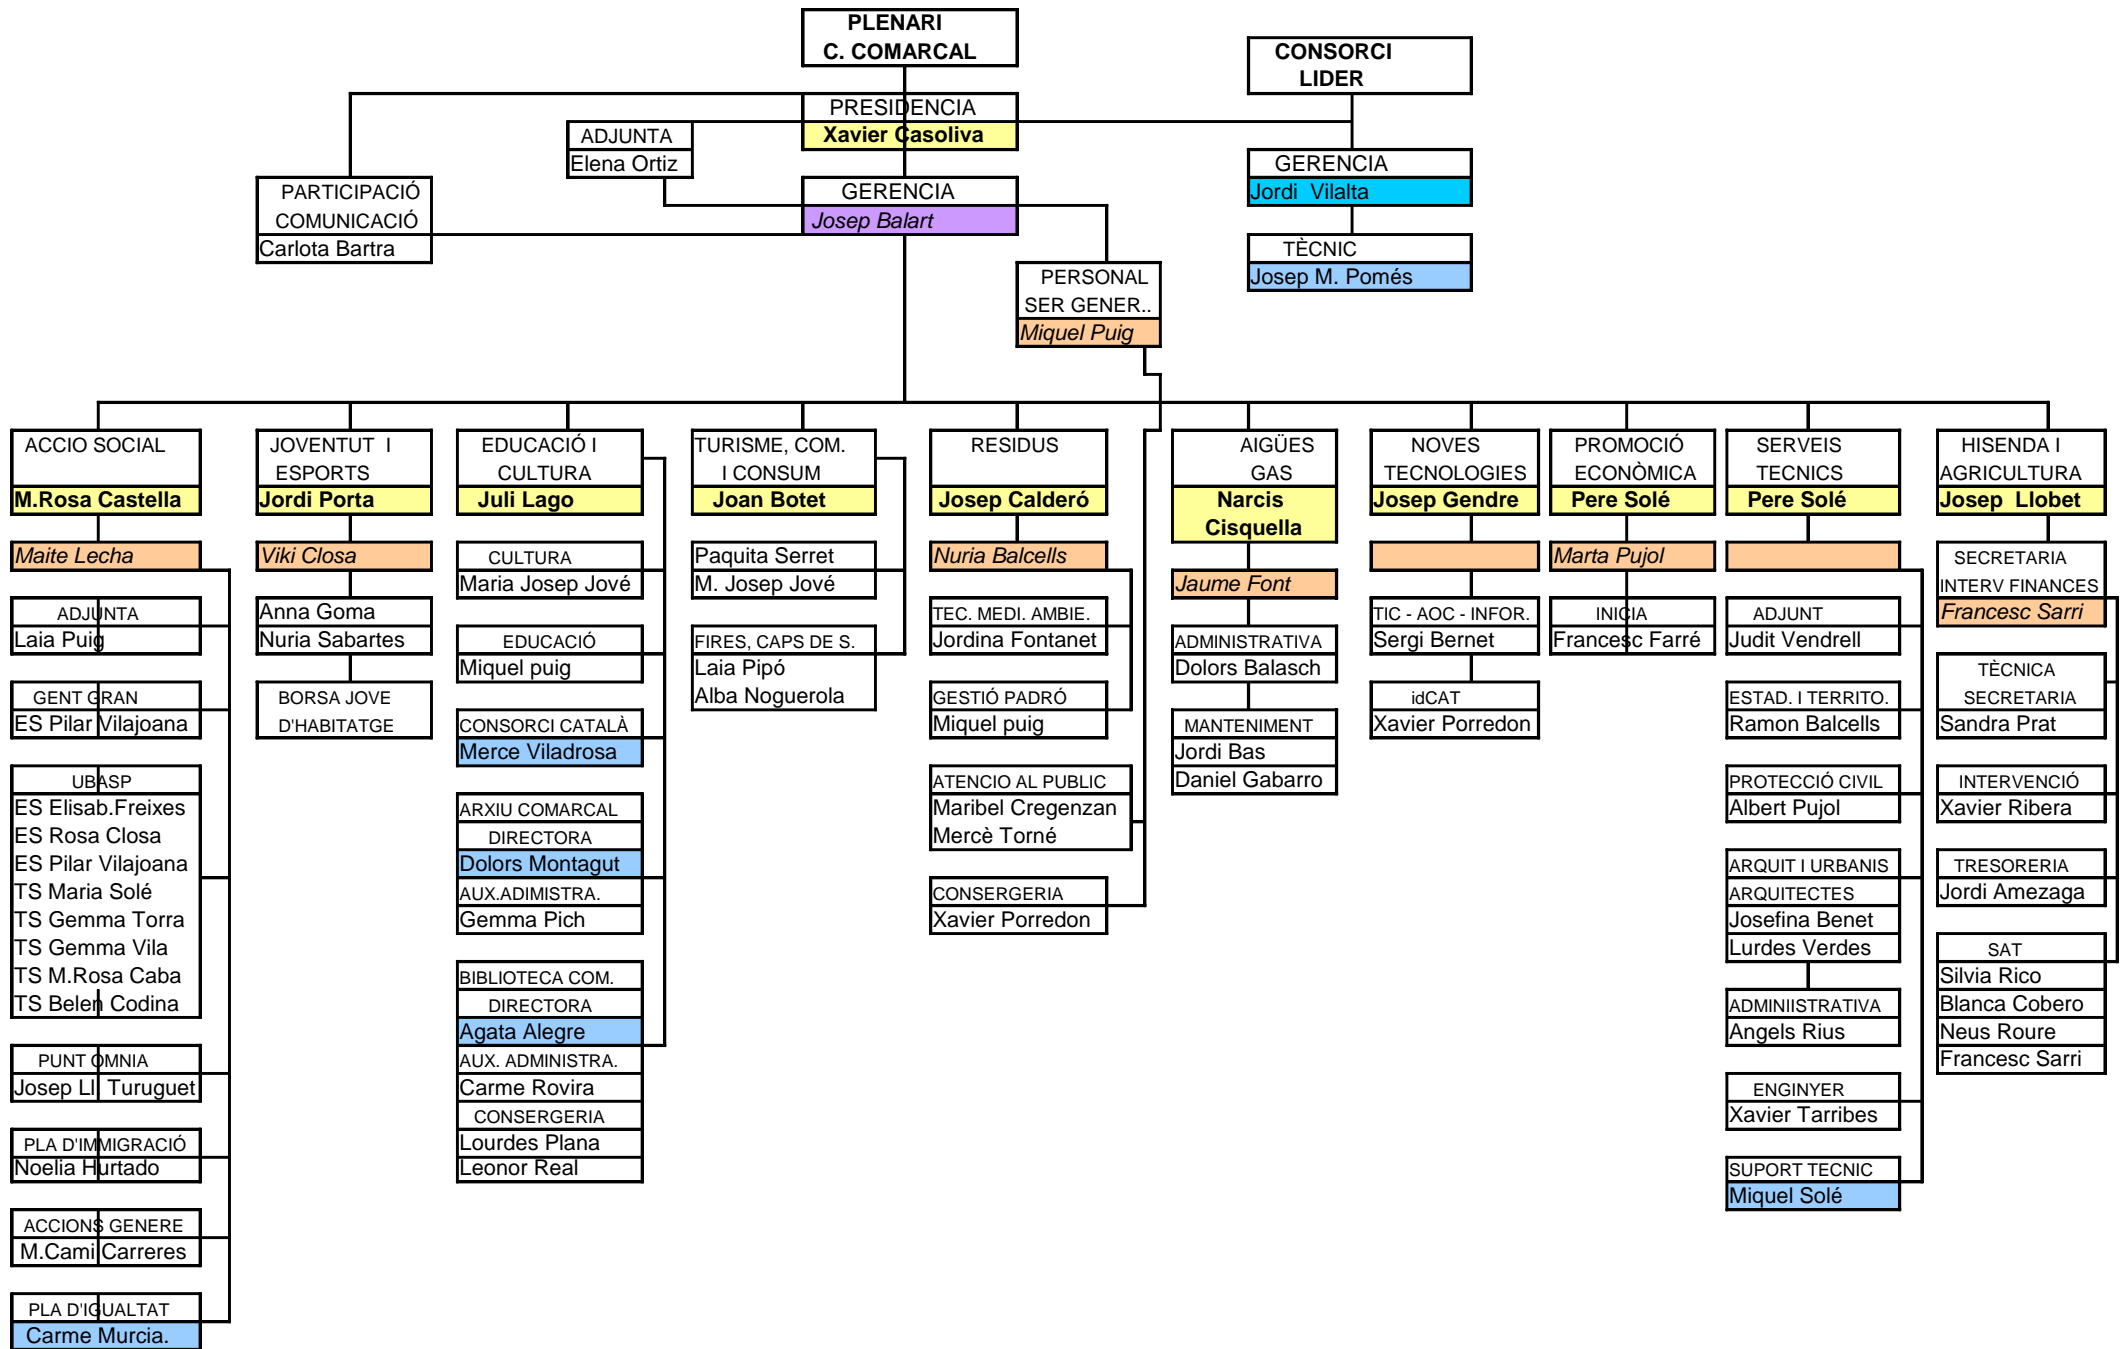 PLENARI
C. COMARCAL
CONSORCI
LIDER
PRESIDENCIA
Xavier Casoliva
ADJUNTA
Elena Ortiz
GERENCIA
Jordi Vilalta
PARTICIPACIÓ
COMUNICACIÓ
Carlota Bartra
GERENCIA
Josep Balart
TÈCNIC
Josep M. Pomés
PERSONAL
SER GENER..
Miquel Puig
ACCIO SOCIAL
M.Rosa Castella
Maite Lecha
ADJUNTA
Laia Puig
GENT GRAN
ES Pilar Vilajoana
UBASP
ES Elisab.Freixes
ES Rosa Closa
ES Pilar Vilajoana
TS Maria Solé
TS Gemma Torra
TS Gemma Vila
TS M.Rosa Caba
TS Belen Codina
PUNT OMNIA
Josep Ll. Turuguet
PLA D'IMMIGRACIÓ
Noelia Hurtado
ACCIONS GENERE
M.Cami Carreres
PLA D'IGUALTAT
Carme Murcia.
JOVENTUT I
ESPORTS
Jordi Porta
Viki Closa
Anna Goma
Nuria Sabartes
BORSA JOVE
D'HABITATGE
EDUCACIÓ I
CULTURA
Juli Lago
CULTURA
Maria Josep Jové
EDUCACIÓ
Miquel puig
CONSORCI CATALÀ
Merce Viladrosa
ARXIU COMARCAL
DIRECTORA
Dolors Montagut
AUX.ADIMISTRA.
Gemma Pich
BIBLIOTECA COM.
DIRECTORA
Agata Alegre
AUX. ADMINISTRA.
Carme Rovira
CONSERGERIA
Lourdes Plana
Leonor Real
TURISME, COM.
I CONSUM
Joan Botet
Paquita Serret
M. Josep Jové
FIRES, CAPS DE S.
Laia Pipó
Alba Noguerola
RESIDUS
Josep Calderó
Nuria Balcells
TEC. MEDI. AMBIE.
Jordina Fontanet
GESTIÓ PADRÓ
Miquel puig
ATENCIO AL PUBLIC
Maribel Cregenzan
Mercè Torné
CONSERGERIA
Xavier Porredon
AIGÜES
GAS
Narcis
Cisquella
Jaume Font
ADMINISTRATIVA
Dolors Balasch
MANTENIMENT
Jordi Bas
Daniel Gabarro
NOVES
TECNOLOGIES
Josep Gendre
TIC - AOC - INFOR.
Sergi Bernet
idCAT
Xavier Porredon
PROMOCIÓ
ECONÒMICA
Pere Solé
Marta Pujol
INICIA
Francesc Farré
SERVEIS
TECNICS
Pere Solé
ADJUNT
Judit Vendrell
ESTAD. I TERRITO.
Ramon Balcells
PROTECCIÓ CIVIL
Albert Pujol
ARQUIT I URBANIS
ARQUITECTES
Josefina Benet
Lurdes Verdes
ADMINIISTRATIVA
Angels Rius
ENGINYER
Xavier Tarribes
SUPORT TECNIC
Miquel Solé
HISENDA I
AGRICULTURA
Josep Llobet
SECRETARIA
INTERV FINANCES
Francesc Sarri
TÈCNICA
SECRETARIA
Sandra Prat
INTERVENCIÓ
Xavier Ribera
TRESORERIA
Jordi Amezaga
SAT
Silvia Rico
Blanca Cobero
Neus Roure
Francesc Sarri